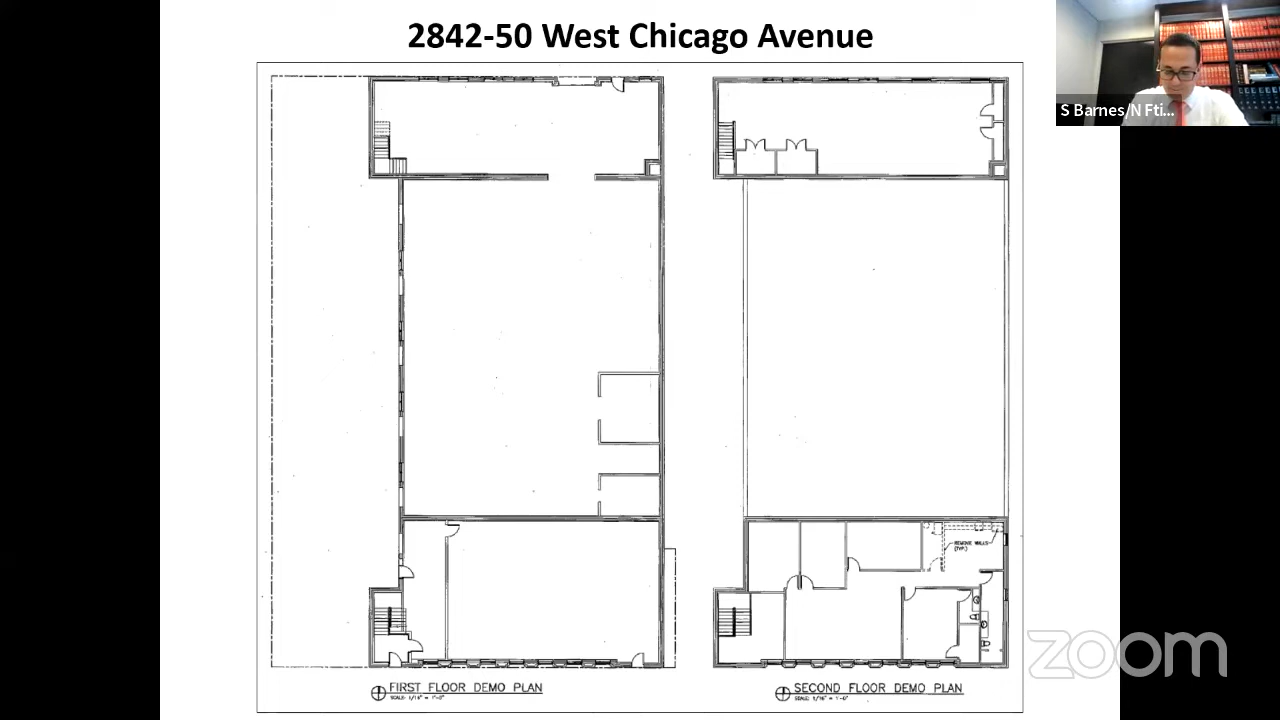 2842-50 West Chicago Avenue
S Barnes/N Fti...
REMOVE WALLS
(TYP.)
FIRST FLOOR DEMO PLAN
SECOND FLOOR DEMO PLAN
zoom